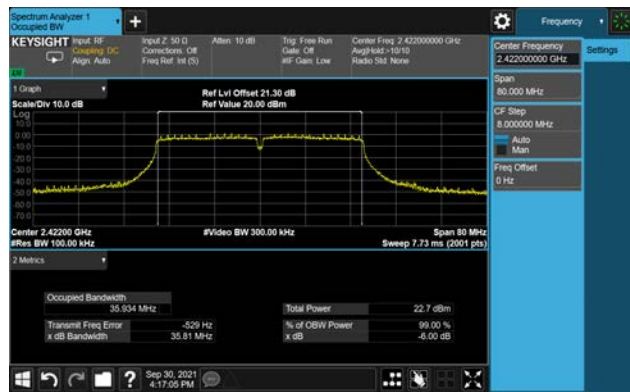 Spectrum Analyzer 1
Occupied BW
+
Frequency
KEYSIGHT
Input: RF
Coupling: DC
Align: Auto
Input Z: 50 Ω
Corrections: Off
Freq Ref: Int (S)
Atten: 10 dB
Trig: Free Run
Gate: Off
#IF Gain: Low
Center Freq: 2.422000000 GHz
Avg|Hold:>10/10
Radio Std: None
Center Frequency
2.422000000 GHz
Settings
Span
80.000 MHz
CF Step
8.000000 MHz
Auto
Man
Freq Offset
0 Hz
1 Graph
Scale/Div 10.0 dB
Ref Lvl Offset 21.30 dB
Ref Value 20.00 dBm
Log
10.0
0.00
-10.0
-20.0
-30.0
-40.0
-50.0
-60.0
-70.0
Center 2.42200 GHz
#Res BW 100.00 kHz
#Video BW 300.00 kHz
Span 80 MHz
Sweep 7.73 ms (2001 pts)
2 Metrics
Occupied Bandwidth
35.934 MHz
Total Power 22.7 dBm
Transmit Freq Error -529 Hz
% of OBW Power 99.00 %
x dB Bandwidth 35.81 MHz
x dB -6.00 dB
?
Sep 30, 2021
4:17:05 PM